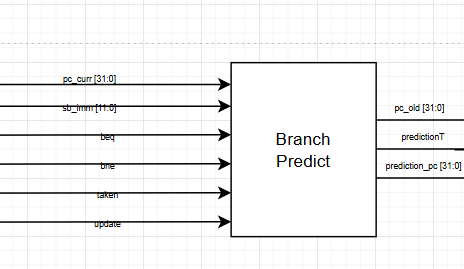 pc_curr [31:0]
sb_imm [11:0]
beq
bne
taken
update
Branch
Predict
pc_old [31:0]
predictionT
prediction_pc [31:0]